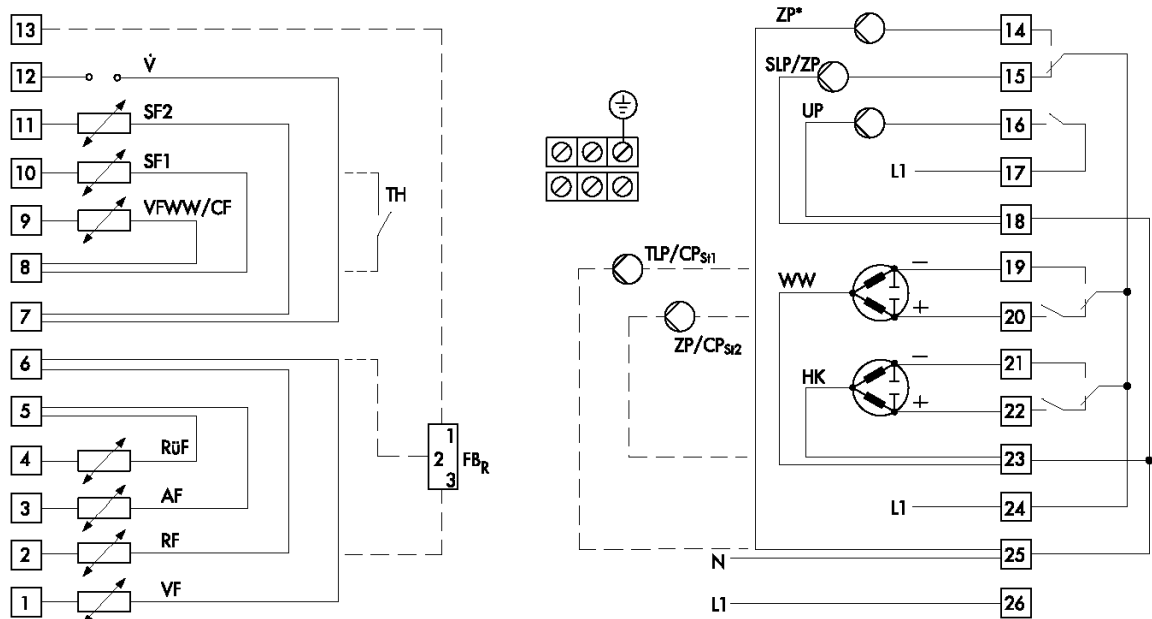 13
12 V̇
11 SF2
10 SF1
9 VFWW/CF
8
7
TH
6
5
4 RüF
3 AF
2 RF
1 VF
1
2 FBR
3
ZP* 14
SLP/ZP 15
UP 16
L1 17
18
TLP/CPSt1
ZP/CPSt2
WW − 19
+ 20
HK − 21
+ 22
23
L1 24
N 25
L1 26